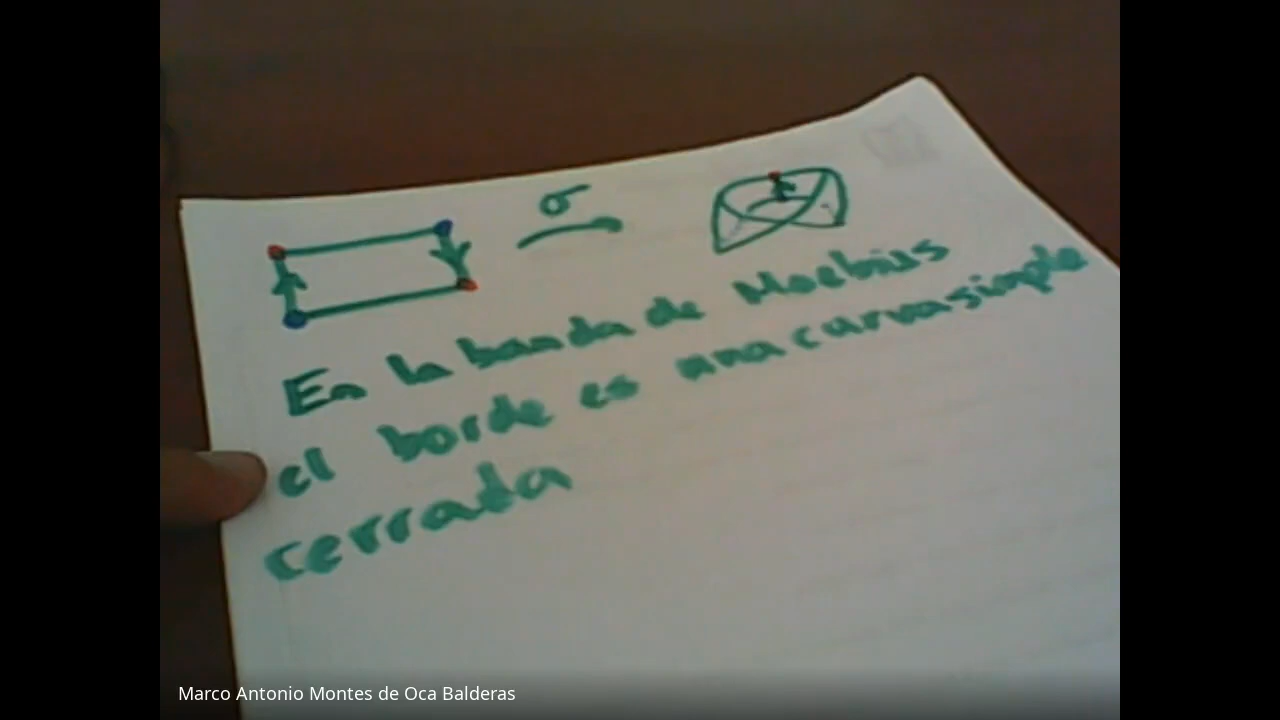 σ
En la banda de Moebius
el borde es una curva simple
cerrada
Marco Antonio Montes de Oca Balderas